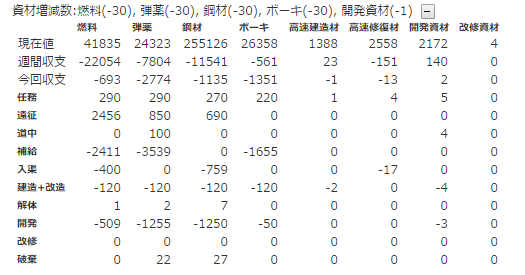 資材増減数:燃料(-30), 弾薬(-30), 鋼材(-30), ボーキ(-30), 開発資材(-1) −
燃料 弾薬 鋼材 ボーキ 高速建造材 高速修復材 開発資材 改修資材
現在値 41835 24323 255126 26358 1388 2558 2172 4
週間収支 -22054 -7804 -11541 -561 23 -151 140 0
今回収支 -693 -2774 -1135 -1351 -1 -13 2 0
任務 290 290 270 220 1 4 5 0
遠征 2456 850 690 0 0 0 0 0
道中 0 100 0 0 0 0 4 0
補給 -2411 -3539 0 -1655 0 0 0 0
入渠 -400 0 -759 0 0 -17 0 0
建造+改造 -120 -120 -120 -120 -2 0 -4 0
解体 1 2 7 0 0 0 0 0
開発 -509 -1255 -1250 -50 0 0 -3 0
改修 0 0 0 0 0 0 0 0
破棄 0 22 27 0 0 0 0 0